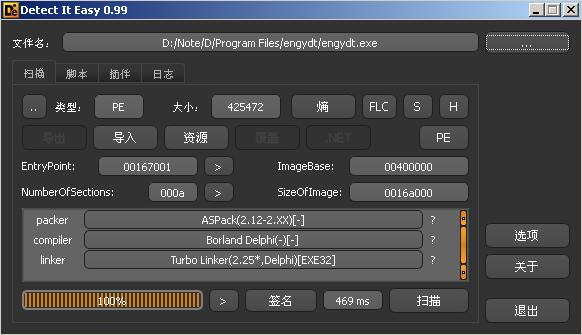 Detect It Easy 0.99
文件名： D:/Note/D/Program Files/engydt/engydt.exe ...
扫描 脚本 插件 日志
.. 类型： PE 大小： 425472 熵 FLC S H
导出 导入 资源 覆盖 .NET PE
EntryPoint: 00167001 > ImageBase: 00400000
NumberOfSections: 000a > SizeOfImage: 0016a000
packer ASPack(2.12-2.XX)[-] ?
compiler Borland Delphi(-)[-] ?
linker Turbo Linker(2.25*,Delphi)[EXE32] ?
选项
关于
100% > 签名 469 ms 扫描
退出